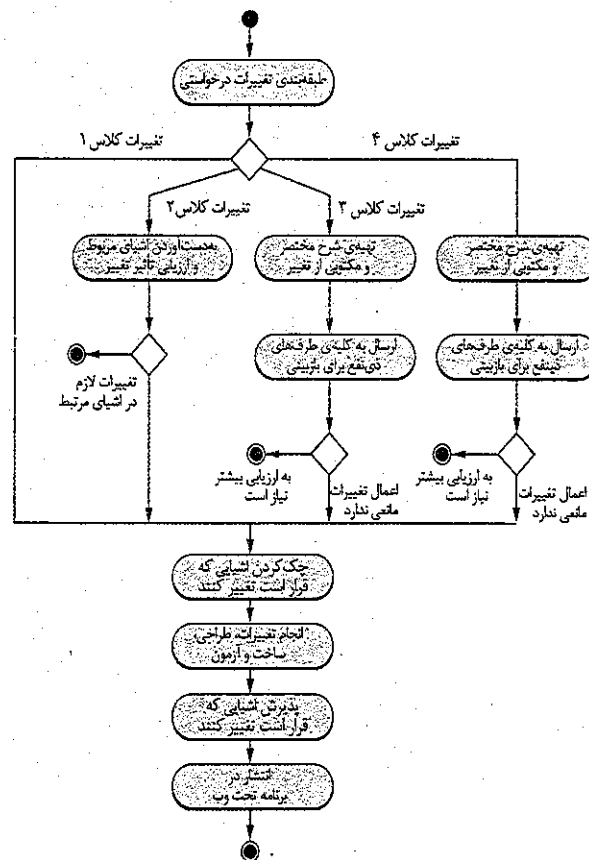 طبقه‌بندی تغییرات درخواستی
تغییرات کلاس ۴
تغییرات کلاس ۱
تغییرات کلاس ۳
تغییرات کلاس ۲
تهیه‌ی شرح مختصر
و مکتوبی از تغییر
تهیه‌ی شرح مختصر
و مکتوبی از تغییر
به‌دست‌آوردن اشیای مربوط
و ارزیابی تأثیر تغییر
ارسال به کلیه‌ی طرف‌های
ذینفع برای بازبینی
ارسال به کلیه‌ی طرف‌های
ذی‌نفع برای بازبینی
تغییرات لازم
در اشیای مرتبط
به ارزیابی بیشتر
نیاز است
اعمال تغییرات
مانعی ندارد
به ارزیابی بیشتر
نیاز است
اعمال تغییرات
مانعی ندارد
چک‌کردن اشیایی که
قرار است تغییر کنند
انجام تغییرات، طراحی،
ساخت و آزمون
پذیرش اشیایی که
قرار است تغییر کنند
انتشار در
برنامه تحت وب